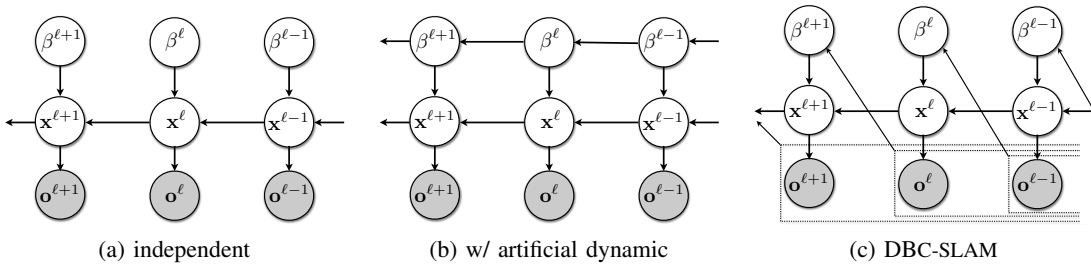 β^{ℓ+1} β^ℓ β^{ℓ−1}
x^{ℓ+1} x^ℓ x^{ℓ−1}
o^{ℓ+1} o^ℓ o^{ℓ−1}
(a) independent
β^{ℓ+1} β^ℓ β^{ℓ−1}
x^{ℓ+1} x^ℓ x^{ℓ−1}
o^{ℓ+1} o^ℓ o^{ℓ−1}
(b) w/ artificial dynamic
β^{ℓ+1} β^ℓ β^{ℓ−1}
x^{ℓ+1} x^ℓ x^{ℓ−1}
o^{ℓ+1} o^ℓ o^{ℓ−1}
(c) DBC-SLAM